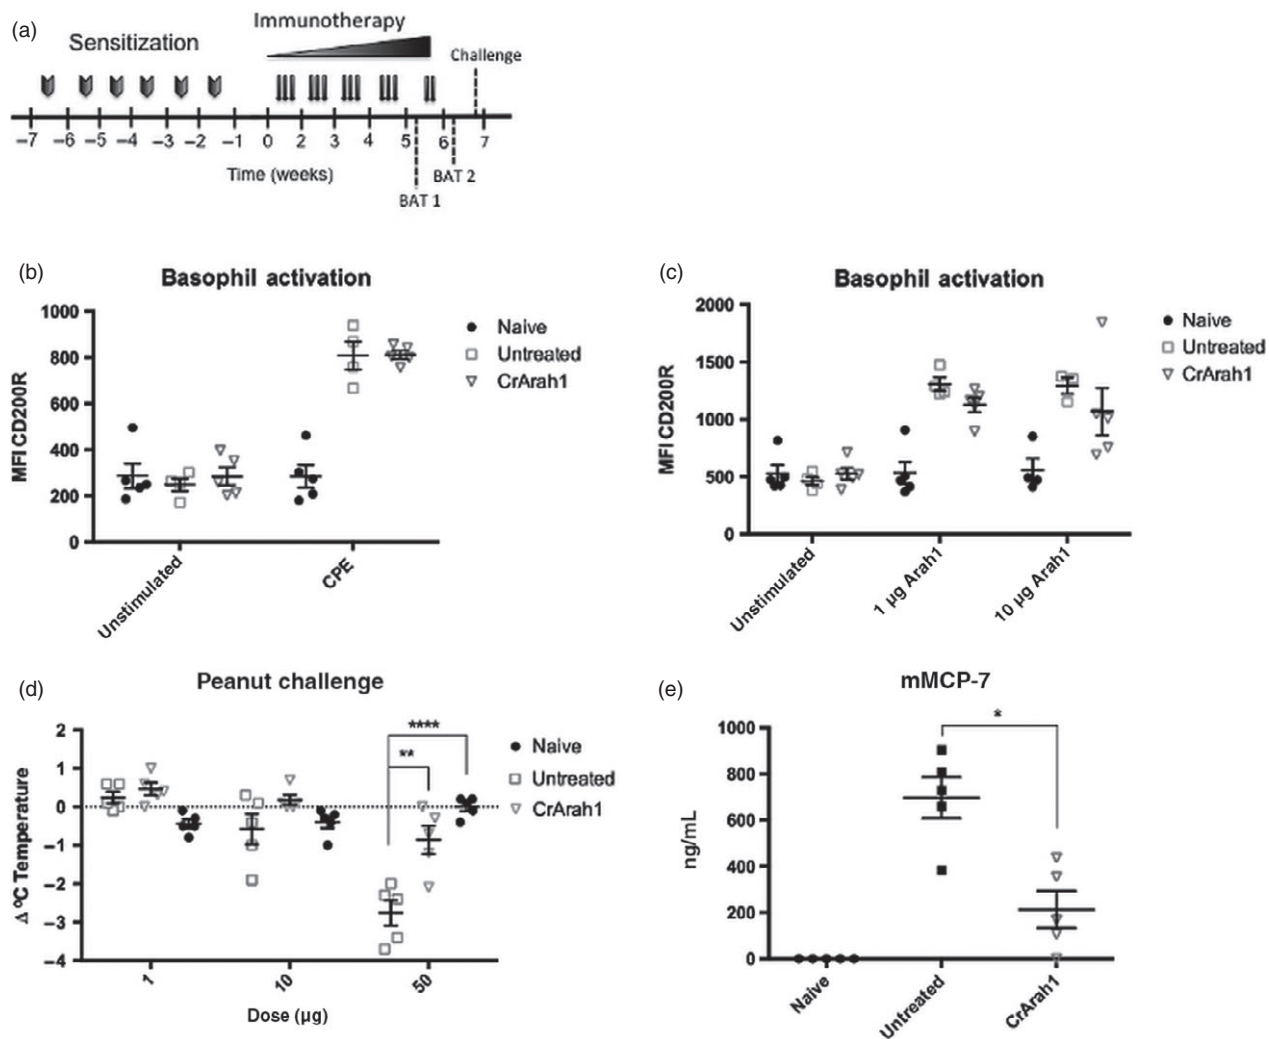 (a)
Sensitization
Immunotherapy
Challenge
–7 –6 –5 –4 –3 –2 –1 0 2 3 4 5 6 7
Time (weeks)
BAT 2
BAT 1
(b)
Basophil activation
MFI CD200R
1000
800
600
400
200
0
Unstimulated
CPE
Naive
Untreated
CrArah1
(c)
Basophil activation
MFI CD200R
2000
1500
1000
500
0
Unstimulated
1 µg Arah1
10 µg Arah1
Naive
Untreated
CrArah1
(d)
Peanut challenge
Δ ºC Temperature
2
1
0
–1
–2
–3
–4
****
**
1
10
50
Dose (µg)
Naive
Untreated
CrArah1
(e)
mMCP-7
ng/mL
1000
800
600
400
200
0
*
Naive
Untreated
CrArah1